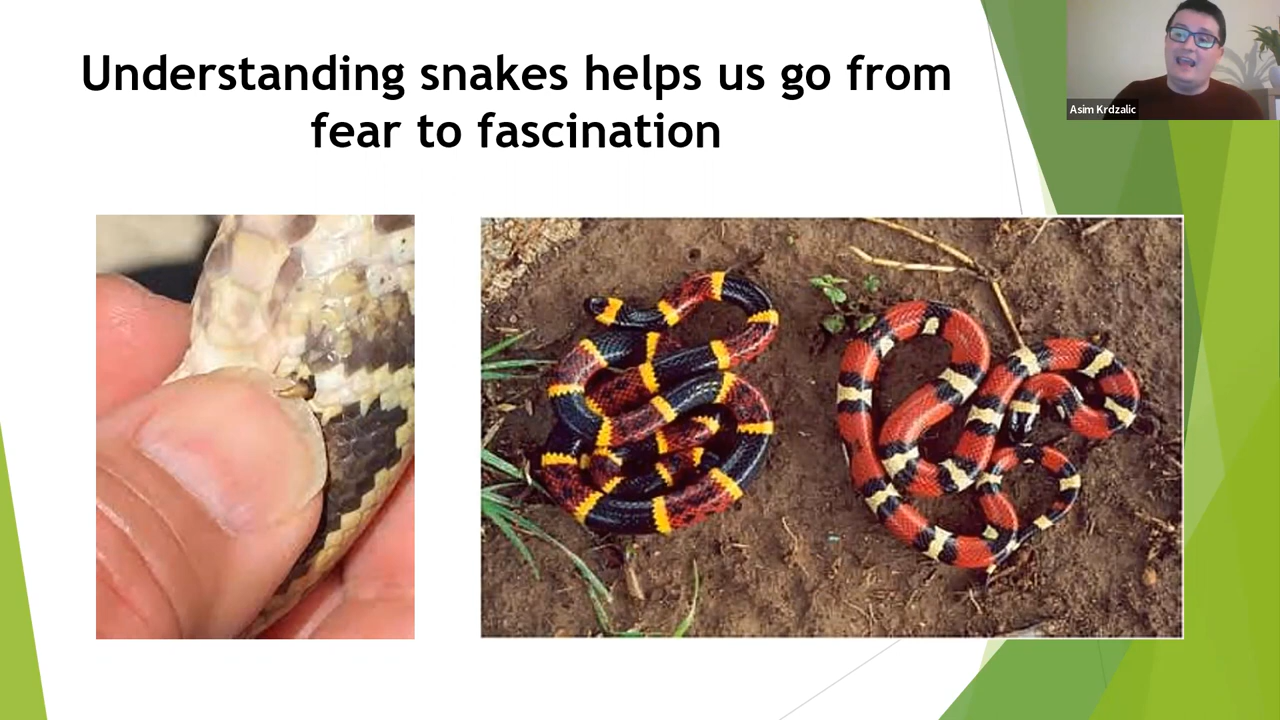 Understanding snakes helps us go from
fear to fascination
Asim Krdzalic